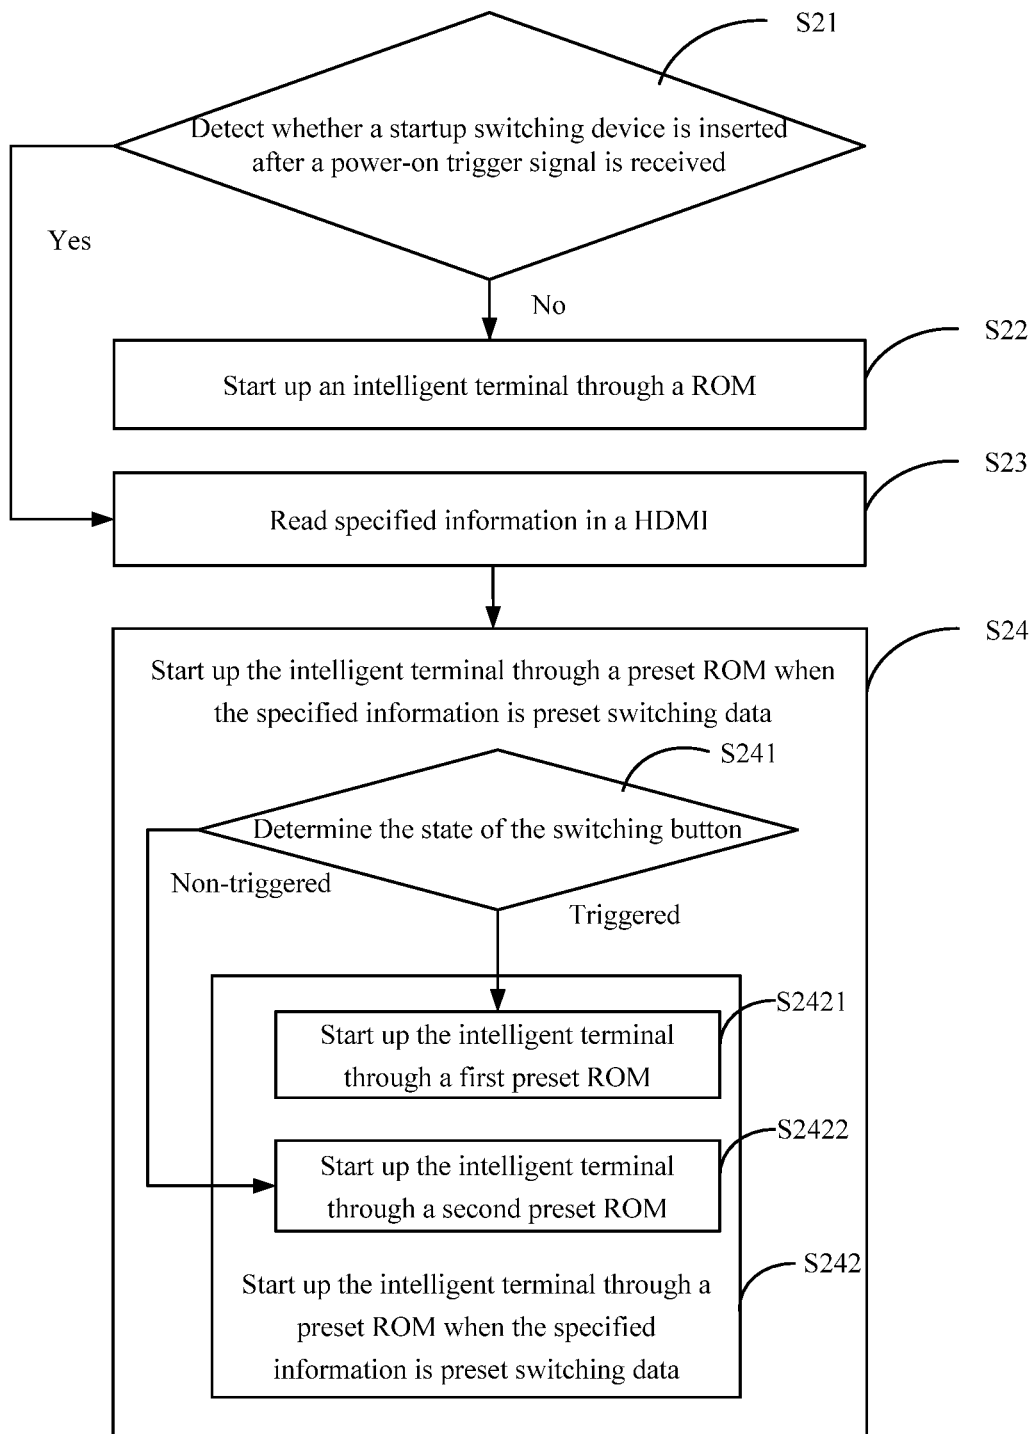 S21
Detect whether a startup switching device is inserted
after a power-on trigger signal is received
Yes
No
S22
Start up an intelligent terminal through a ROM
S23
Read specified information in a HDMI
S24
Start up the intelligent terminal through a preset ROM when
the specified information is preset switching data
S241
Determine the state of the switching button
Non-triggered
Triggered
S2421
Start up the intelligent terminal
through a first preset ROM
S2422
Start up the intelligent terminal
through a second preset ROM
S242
Start up the intelligent terminal through a
preset ROM when the specified
information is preset switching data